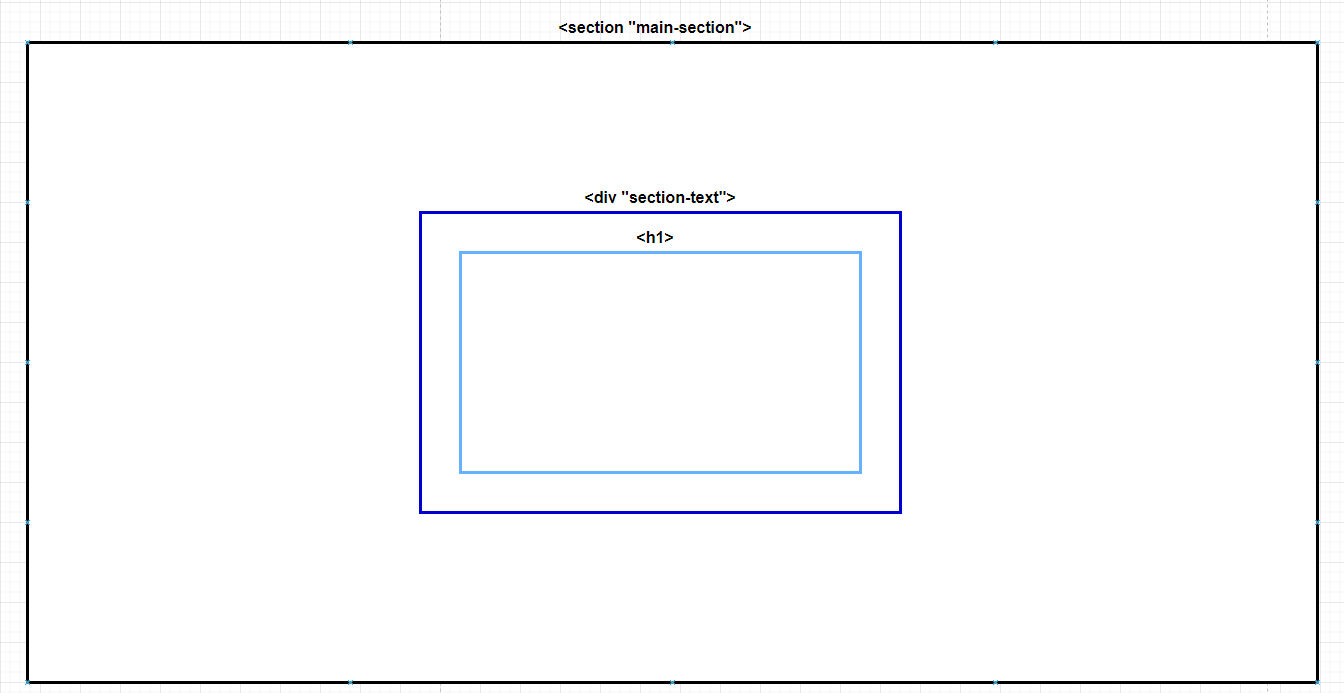 <section "main-section">
<div "section-text">
<h1>